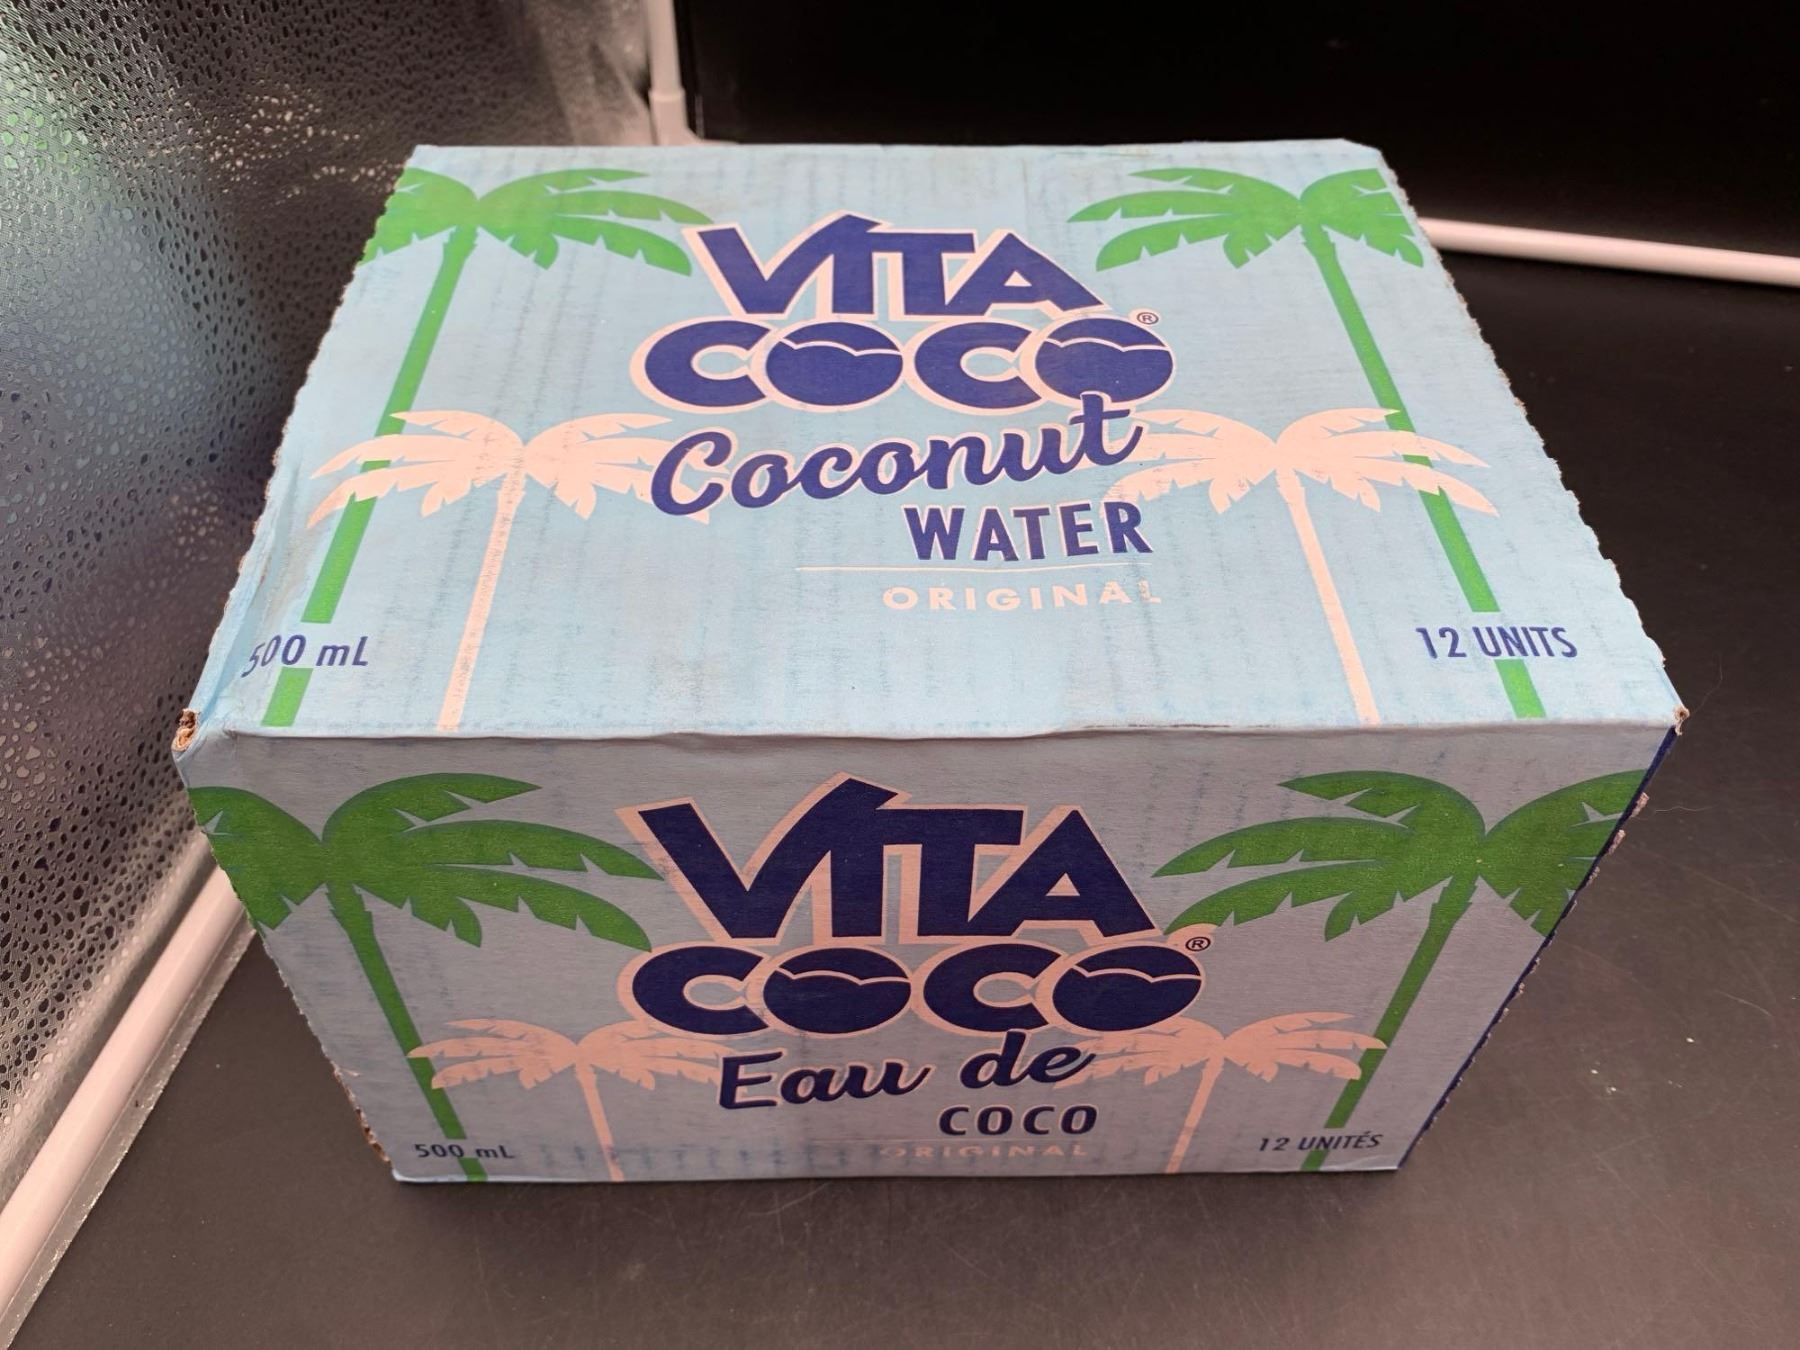 VITA
COCO®
Coconut
WATER
ORIGINAL
500 mL
12 UNITS
VITA
COCO®
Eau de
COCO
ORIGINAL
500 mL
12 UNITÉS